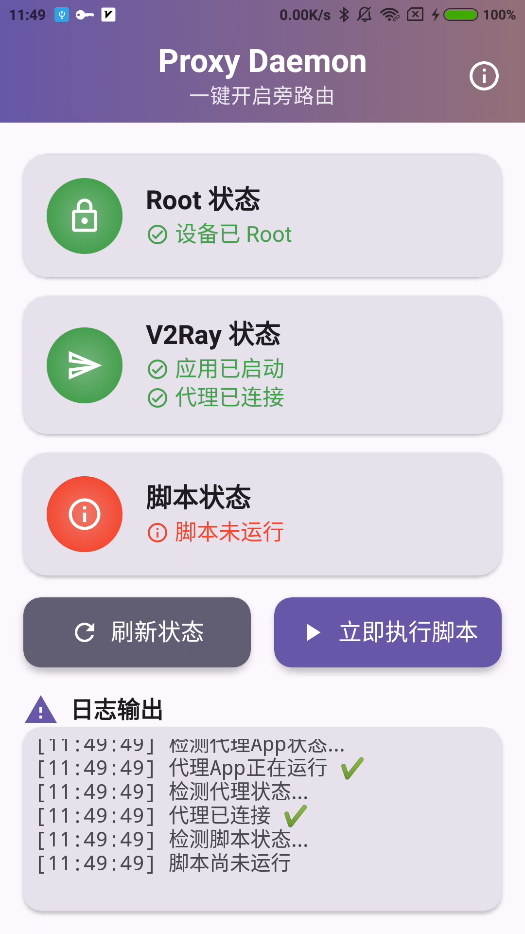 11:49
0.00K/s
100%
Proxy Daemon
一键开启旁路由
Root 状态
设备已 Root
V2Ray 状态
应用已启动
代理已连接
脚本状态
脚本未运行
刷新状态
立即执行脚本
日志输出
[11:49:49] 检测代理App状态...
[11:49:49] 代理App正在运行 ✔
[11:49:49] 检测代理状态...
[11:49:49] 代理已连接 ✔
[11:49:49] 检测脚本状态...
[11:49:49] 脚本尚未运行